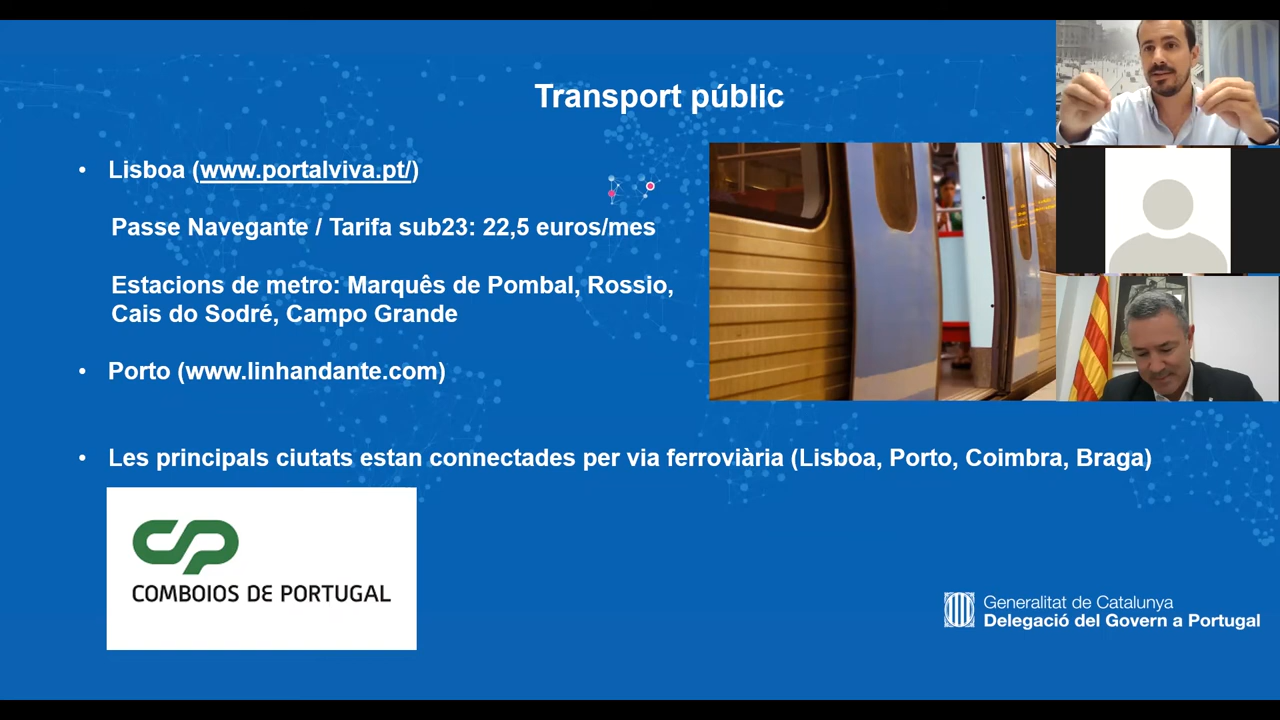 Transport públic
• Lisboa (www.portalviva.pt/)
Passe Navegante / Tarifa sub23: 22,5 euros/mes
Estacions de metro: Marquês de Pombal, Rossio,
Cais do Sodré, Campo Grande
• Porto (www.linhandante.com)
• Les principals ciutats estan connectades per via ferroviària (Lisboa, Porto, Coimbra, Braga)
CP
COMBOIOS DE PORTUGAL
Generalitat de Catalunya
Delegació del Govern a Portugal